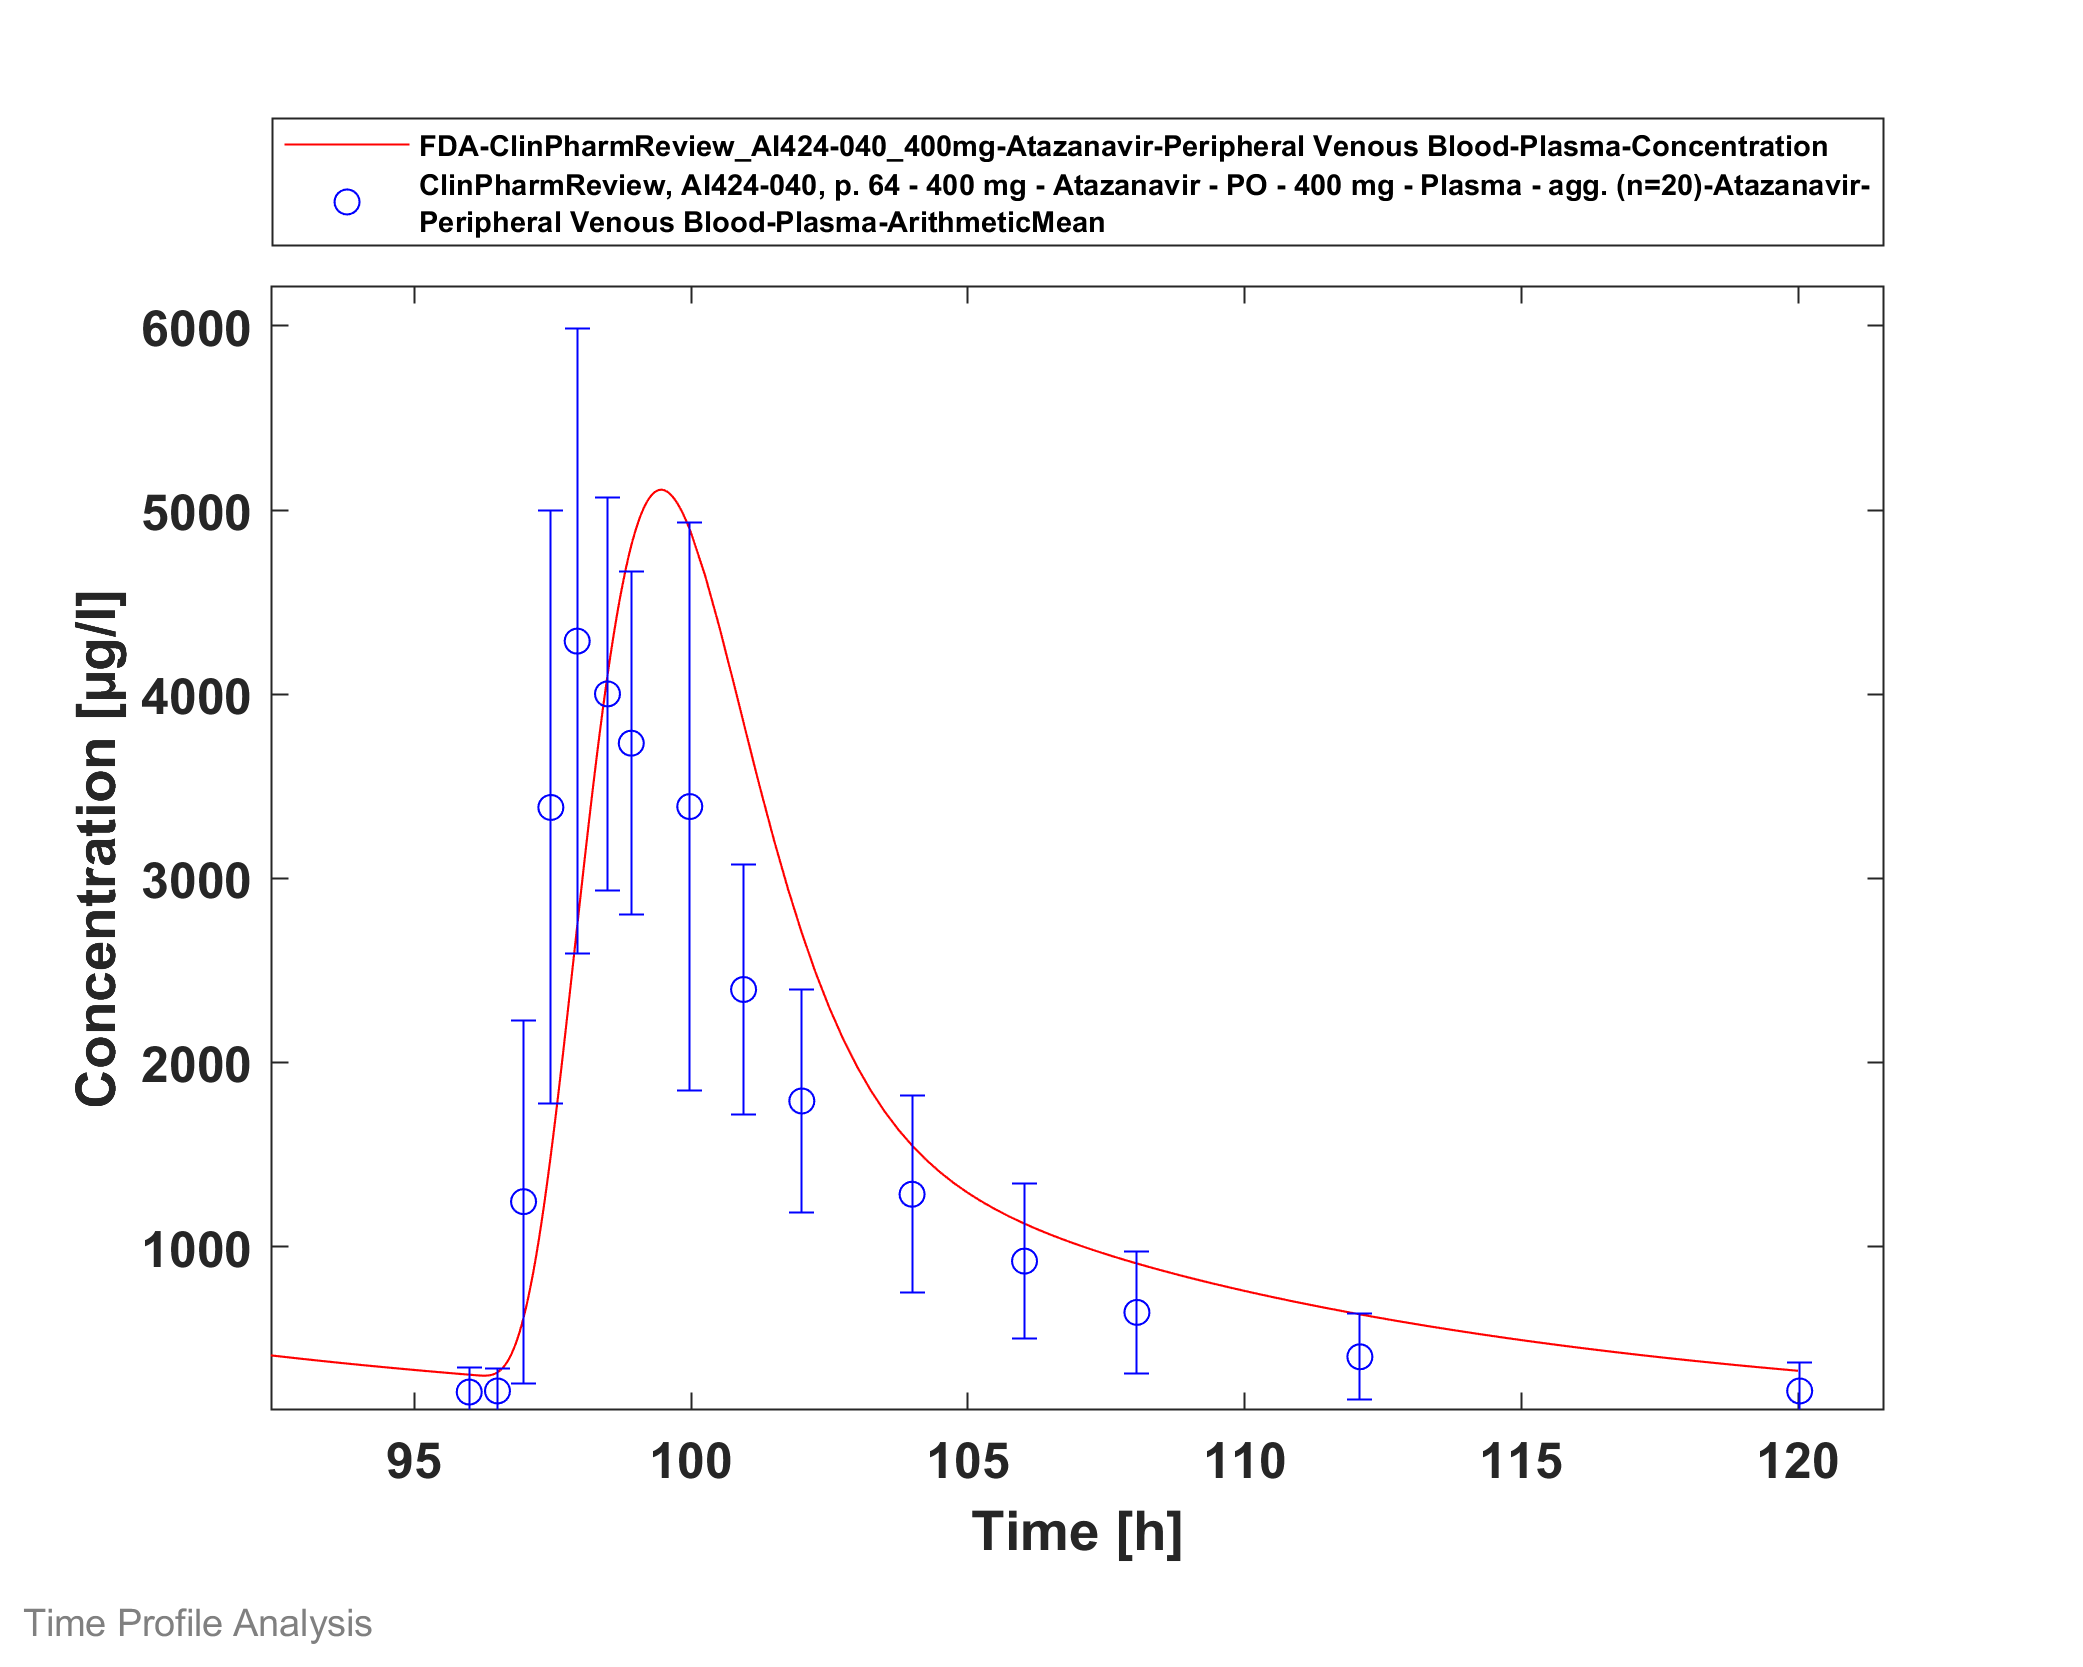 FDA-ClinPharmReview_AI424-040_400mg-Atazanavir-Peripheral Venous Blood-Plasma-Concentration
ClinPharmReview, AI424-040, p. 64 - 400 mg - Atazanavir - PO - 400 mg - Plasma - agg. (n=20)-Atazanavir-
Peripheral Venous Blood-Plasma-ArithmeticMean
6000
5000
4000
3000
2000
1000
Concentration [µg/l]
95 100 105 110 115 120
Time [h]
Time Profile Analysis